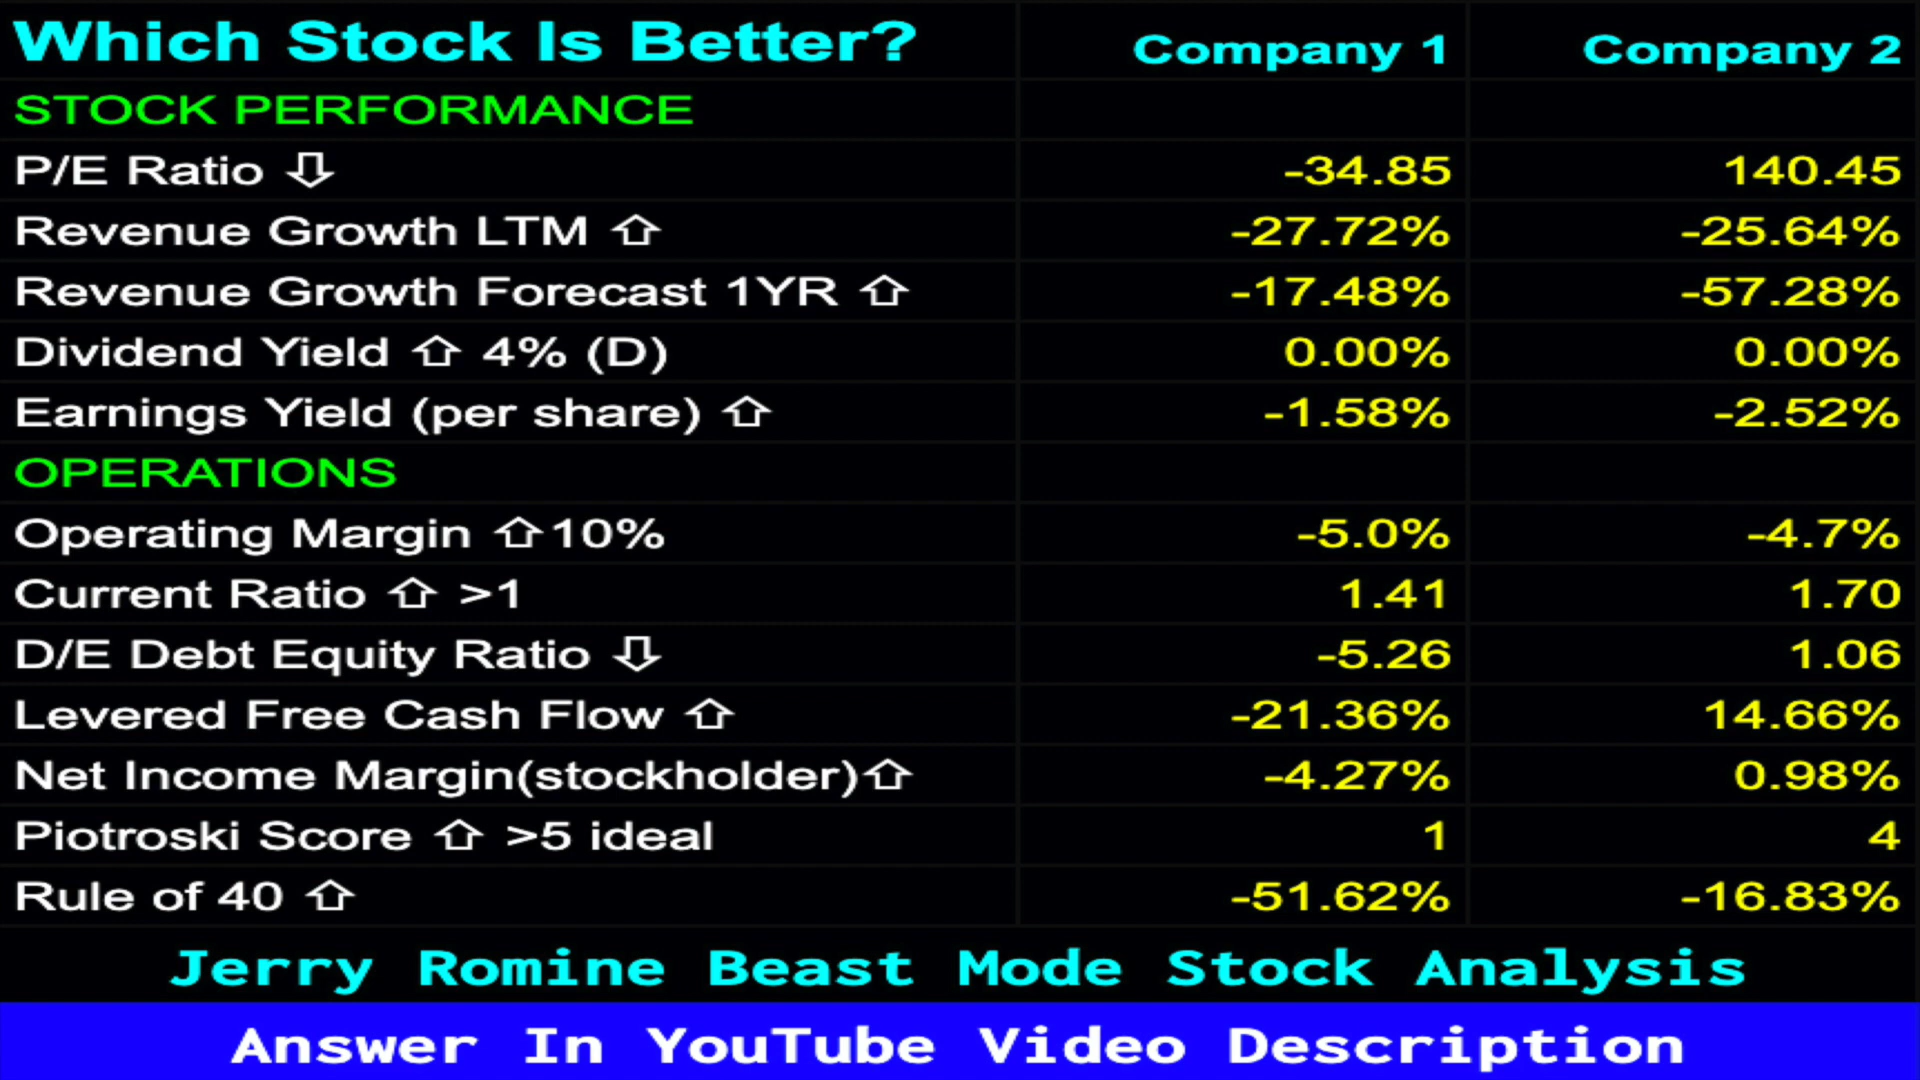 Which Stock Is Better? Company 1 Company 2
STOCK PERFORMANCE
P/E Ratio ⇩ -34.85 140.45
Revenue Growth LTM ⇧ -27.72% -25.64%
Revenue Growth Forecast 1YR ⇧ -17.48% -57.28%
Dividend Yield ⇧ 4% (D) 0.00% 0.00%
Earnings Yield (per share) ⇧ -1.58% -2.52%
OPERATIONS
Operating Margin ⇧10% -5.0% -4.7%
Current Ratio ⇧ >1 1.41 1.70
D/E Debt Equity Ratio ⇩ -5.26 1.06
Levered Free Cash Flow ⇧ -21.36% 14.66%
Net Income Margin(stockholder)⇧ -4.27% 0.98%
Piotroski Score ⇧ >5 ideal 1 4
Rule of 40 ⇧ -51.62% -16.83%
Jerry Romine Beast Mode Stock Analysis
Answer In YouTube Video Description